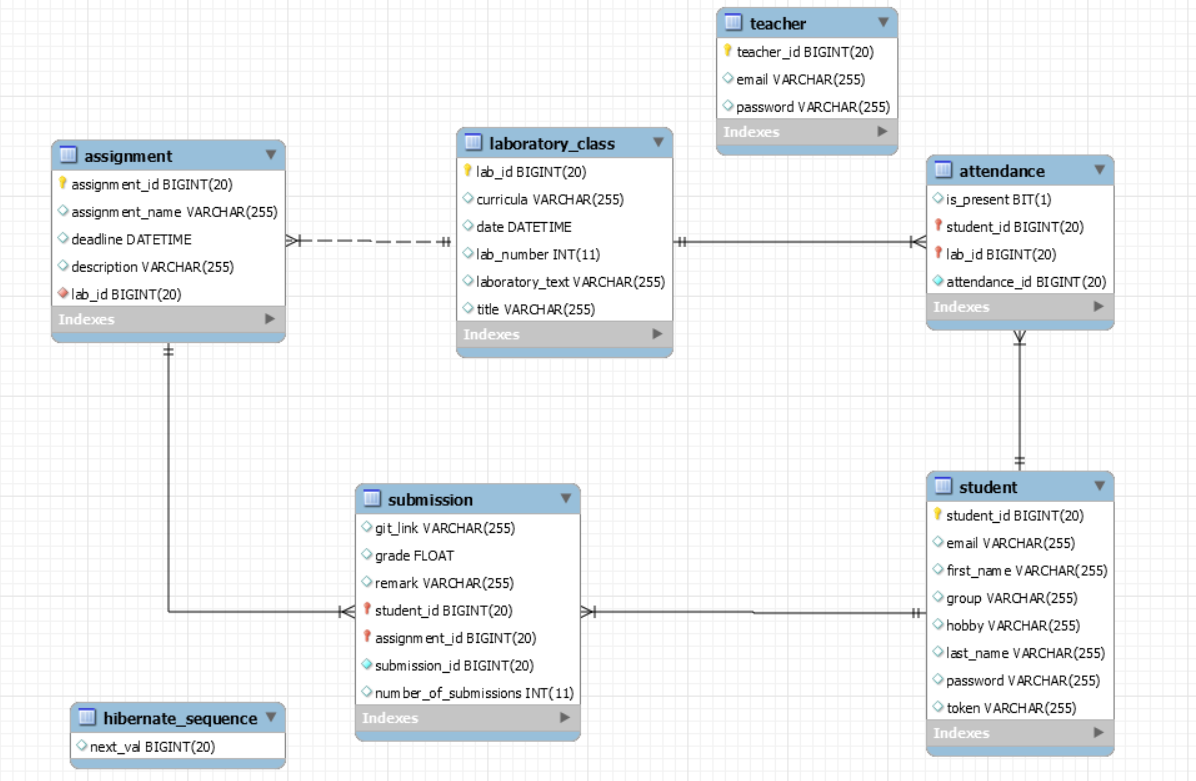 teacher
teacher_id BIGINT(20)
email VARCHAR(255)
password VARCHAR(255)
Indexes
assignment
assignment_id BIGINT(20)
assignment_name VARCHAR(255)
deadline DATETIME
description VARCHAR(255)
lab_id BIGINT(20)
Indexes
laboratory_class
lab_id BIGINT(20)
curricula VARCHAR(255)
date DATETIME
lab_number INT(11)
laboratory_text VARCHAR(255)
title VARCHAR(255)
Indexes
attendance
is_present BIT(1)
student_id BIGINT(20)
lab_id BIGINT(20)
attendance_id BIGINT(20)
Indexes
submission
git_link VARCHAR(255)
grade FLOAT
remark VARCHAR(255)
student_id BIGINT(20)
assignment_id BIGINT(20)
submission_id BIGINT(20)
number_of_submissions INT(11)
Indexes
student
student_id BIGINT(20)
email VARCHAR(255)
first_name VARCHAR(255)
group VARCHAR(255)
hobby VARCHAR(255)
last_name VARCHAR(255)
password VARCHAR(255)
token VARCHAR(255)
Indexes
hibernate_sequence
next_val BIGINT(20)